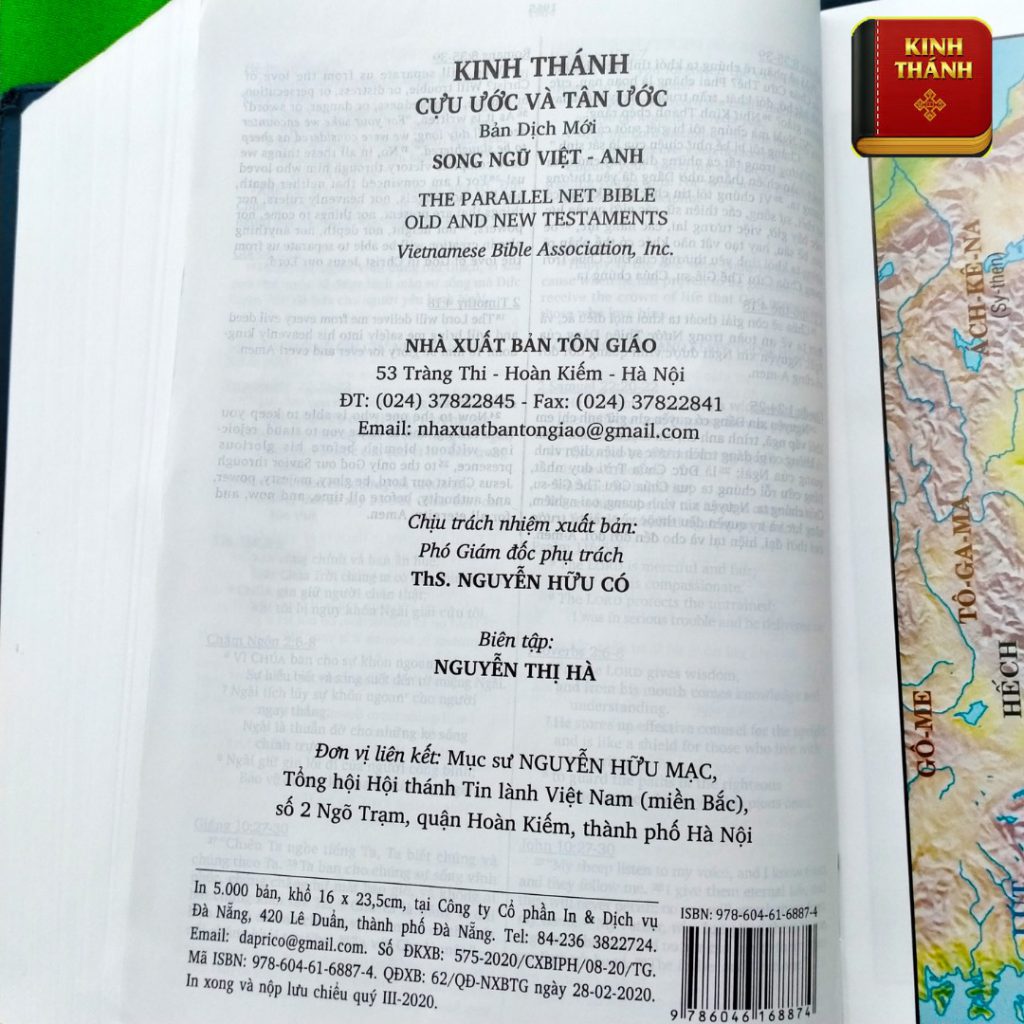 KINH THÁNH
CỰU ƯỚC VÀ TÂN ƯỚC
Bản Dịch Mới
SONG NGỮ VIỆT - ANH
THE PARALLEL NET BIBLE
OLD AND NEW TESTAMENTS
Vietnamese Bible Association, Inc.
NHÀ XUẤT BẢN TÔN GIÁO
53 Tràng Thi - Hoàn Kiếm - Hà Nội
ĐT: (024) 37822845 - Fax: (024) 37822841
Email: nhaxuatbantongiao@gmail.com
Chịu trách nhiệm xuất bản:
Phó Giám đốc phụ trách
ThS. NGUYỄN HỮU CÓ
Biên tập:
NGUYỄN THỊ HÀ
Đơn vị liên kết: Mục sư NGUYỄN HỮU MẠC,
Tổng hội Hội thánh Tin lành Việt Nam (miền Bắc),
số 2 Ngõ Trạm, quận Hoàn Kiếm, thành phố Hà Nội
In 5.000 bản, khổ 16 x 23,5cm, tại Công ty Cổ phần In & Dịch vụ
Đà Nẵng, 420 Lê Duẩn, thành phố Đà Nẵng. Tel: 84-236 3822724.
Email: daprico@gmail.com. Số ĐKXB: 575-2020/CXBIPH/08-20/TG.
Mã ISBN: 978-604-61-6887-4. QĐXB: 62/QĐ-NXBTG ngày 28-02-2020.
In xong và nộp lưu chiểu quý III-2020.
ISBN: 978-604-61-6887-4
9 786046 168874
KINH
THÁNH
ACH-KÊ-NA
(Sy-then)
TÔ-GA-MA
HẾCH
GÔ-ME